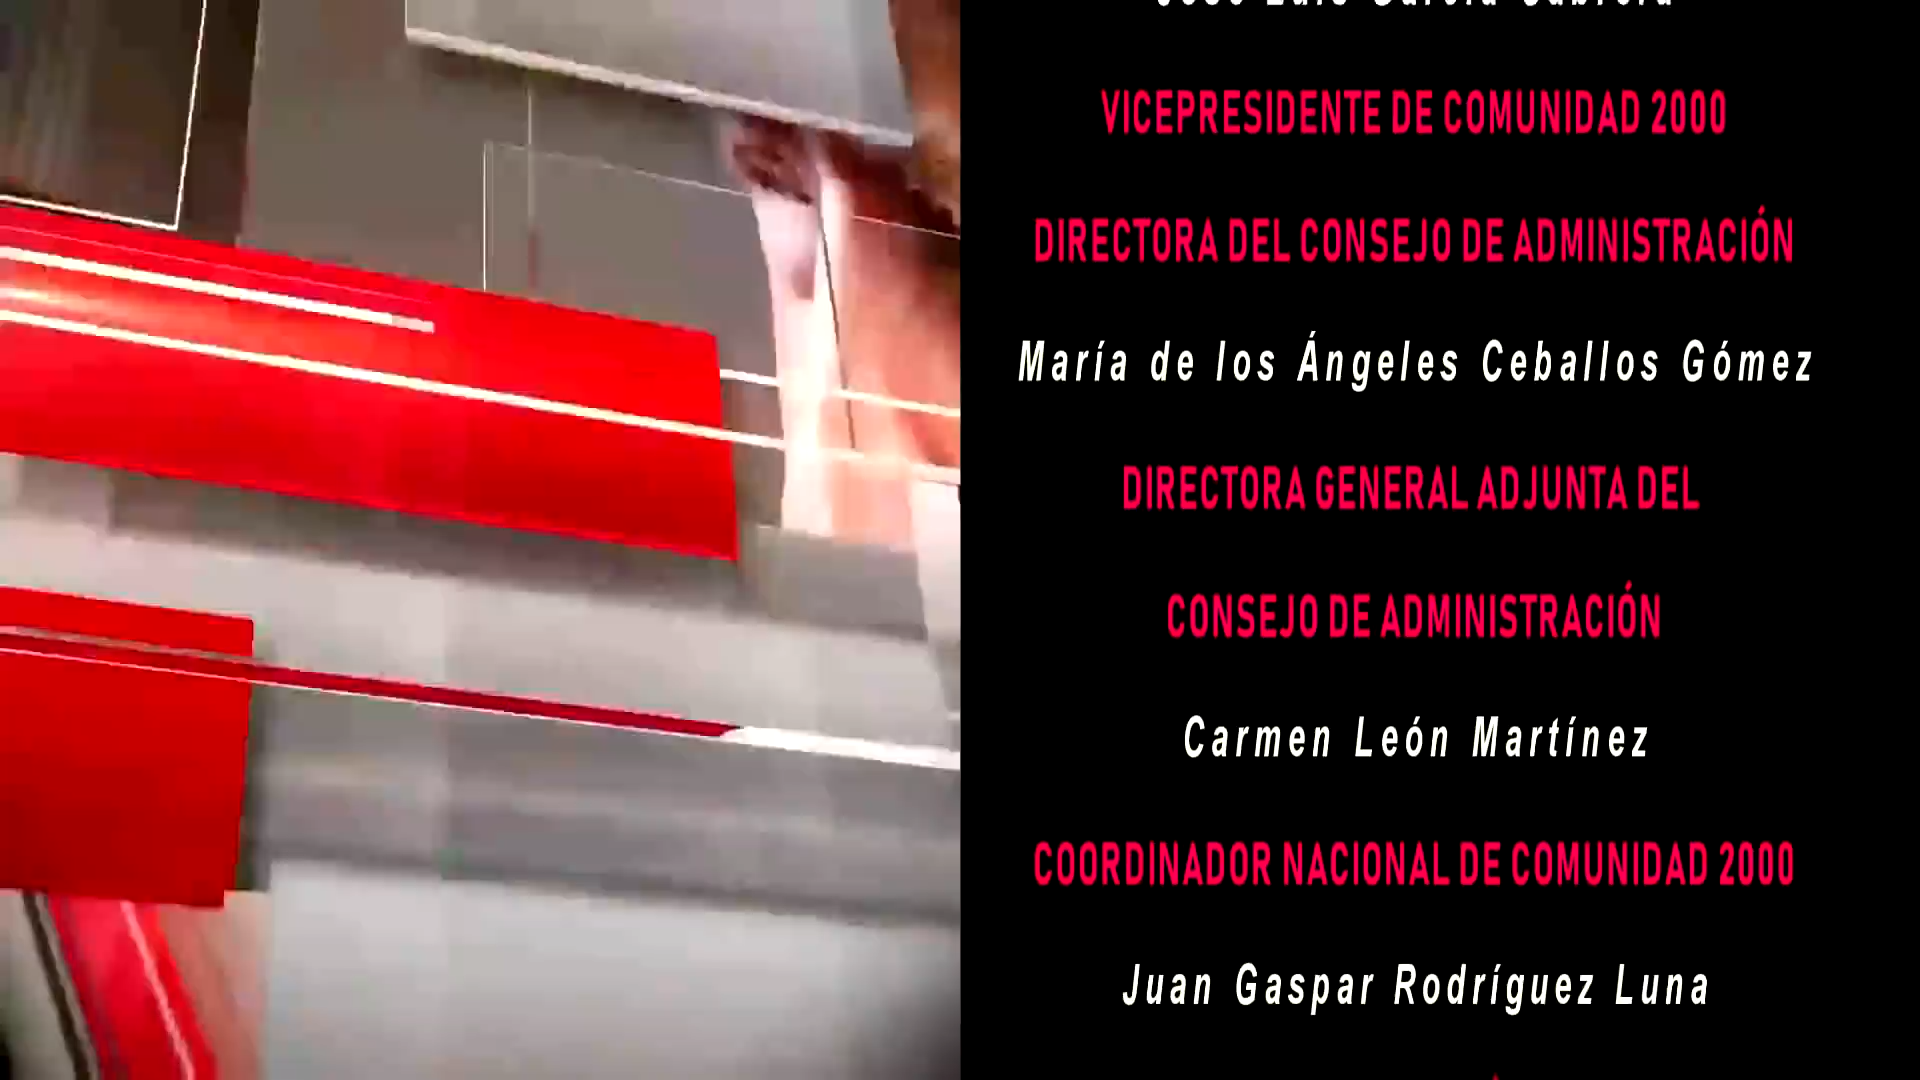 VICEPRESIDENTE DE COMUNIDAD 2000
DIRECTORA DEL CONSEJO DE ADMINISTRACIÓN
María de los Ángeles Ceballos Gómez
DIRECTORA GENERAL ADJUNTA DEL
CONSEJO DE ADMINISTRACIÓN
Carmen León Martínez
COORDINADOR NACIONAL DE COMUNIDAD 2000
Juan Gaspar Rodríguez Luna